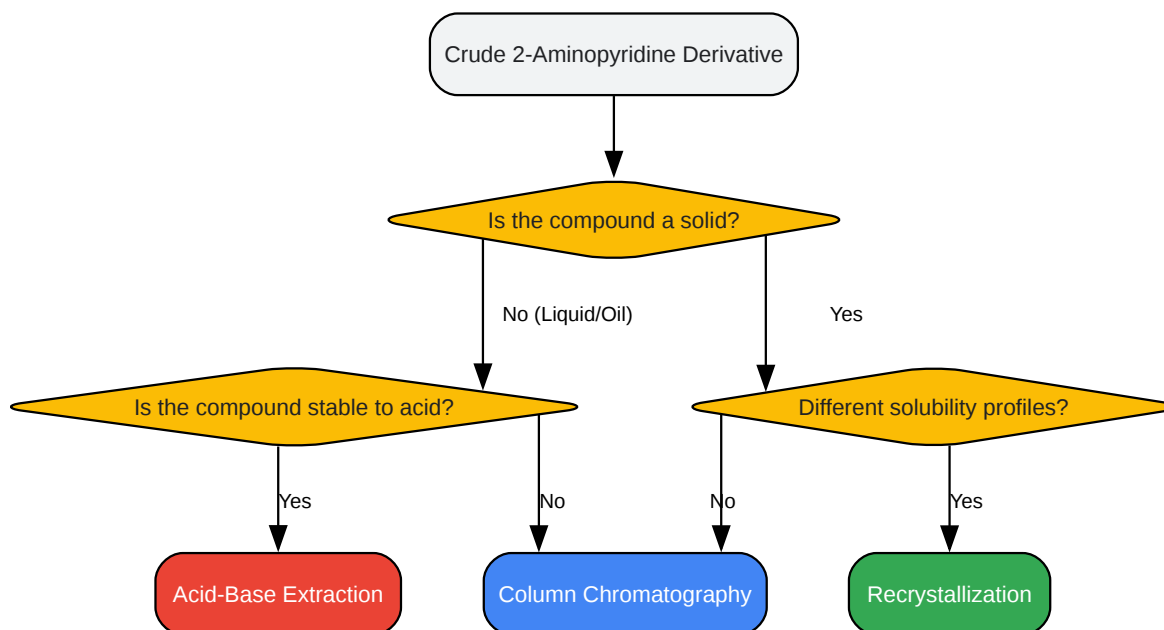 Crude 2-Aminopyridine Derivative
Is the compound a solid?
No (Liquid/Oil)
Yes
Is the compound stable to acid?
Different solubility profiles?
Yes
No
No
Yes
Acid-Base Extraction
Column Chromatography
Recrystallization